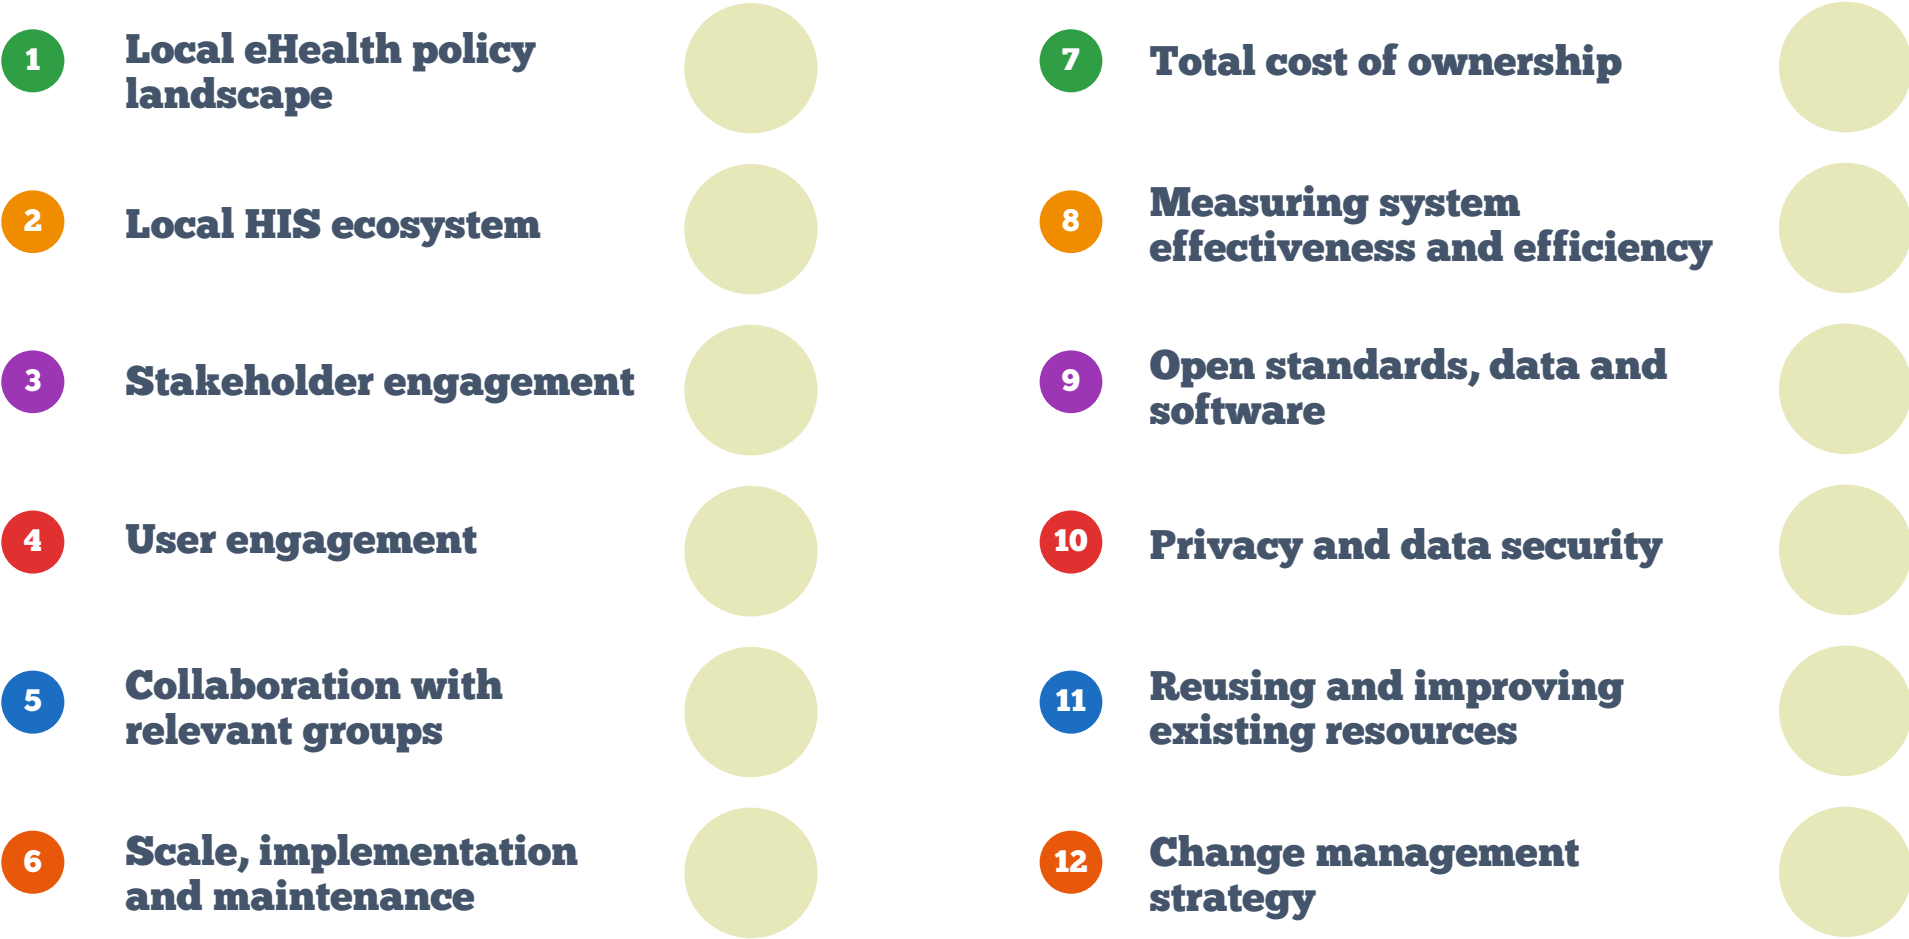 1
Local eHealth policy
landscape
2
Local HIS ecosystem
3
Stakeholder engagement
4
User engagement
5
Collaboration with
relevant groups
6
Scale, implementation
and maintenance
7
Total cost of ownership
8
Measuring system
effectiveness and efficiency
9
Open standards, data and
software
10
Privacy and data security
11
Reusing and improving
existing resources
12
Change management
strategy